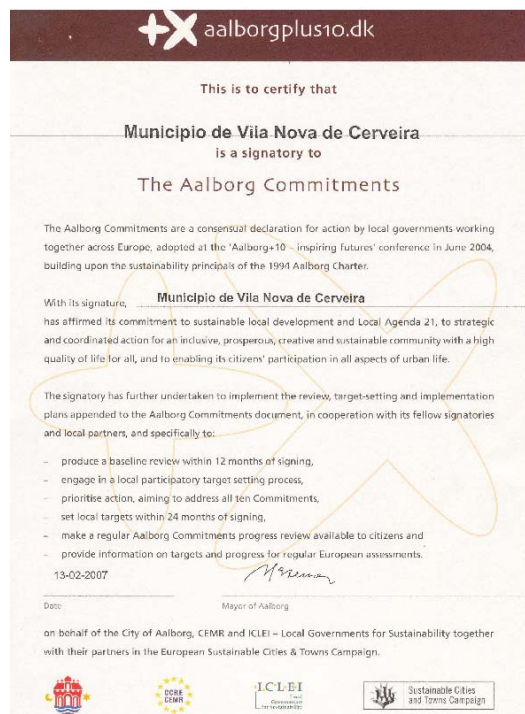 aalborgplus10.dk
This is to certify that
Municipio de Vila Nova de Cerveira
is a signatory to
The Aalborg Commitments
The Aalborg Commitments are a consensual declaration for action by local governments working
together across Europe, adopted at the 'Aalborg+10 – inspiring futures' conference in June 2004,
building upon the sustainability principals of the 1994 Aalborg Charter.
With its signature, Municipio de Vila Nova de Cerveira
has affirmed its commitment to sustainable local development and Local Agenda 21, to strategic
and coordinated action for an inclusive, prosperous, creative and sustainable community with a high
quality of life for all, and to enabling its citizens' participation in all aspects of urban life.
The signatory has further undertaken to implement the review, target-setting and implementation
plans appended to the Aalborg Commitments document, in cooperation with its fellow signatories
and local partners, and specifically to:
– produce a baseline review within 12 months of signing,
– engage in a local participatory target setting process,
– prioritise action, aiming to address all ten Commitments,
– set local targets within 24 months of signing,
– make a regular Aalborg Commitments progress review available to citizens and
– provide information on targets and progress for regular European assessments.
13-02-2007
Date Mayor of Aalborg
on behalf of the City of Aalborg, CEMR and ICLEI – Local Governments for Sustainability together
with their partners in the European Sustainable Cities & Towns Campaign.
CCRE
CEMR
I·C·L·E·I
Local
Governments
for Sustainability
Sustainable Cities
and Towns Campaign